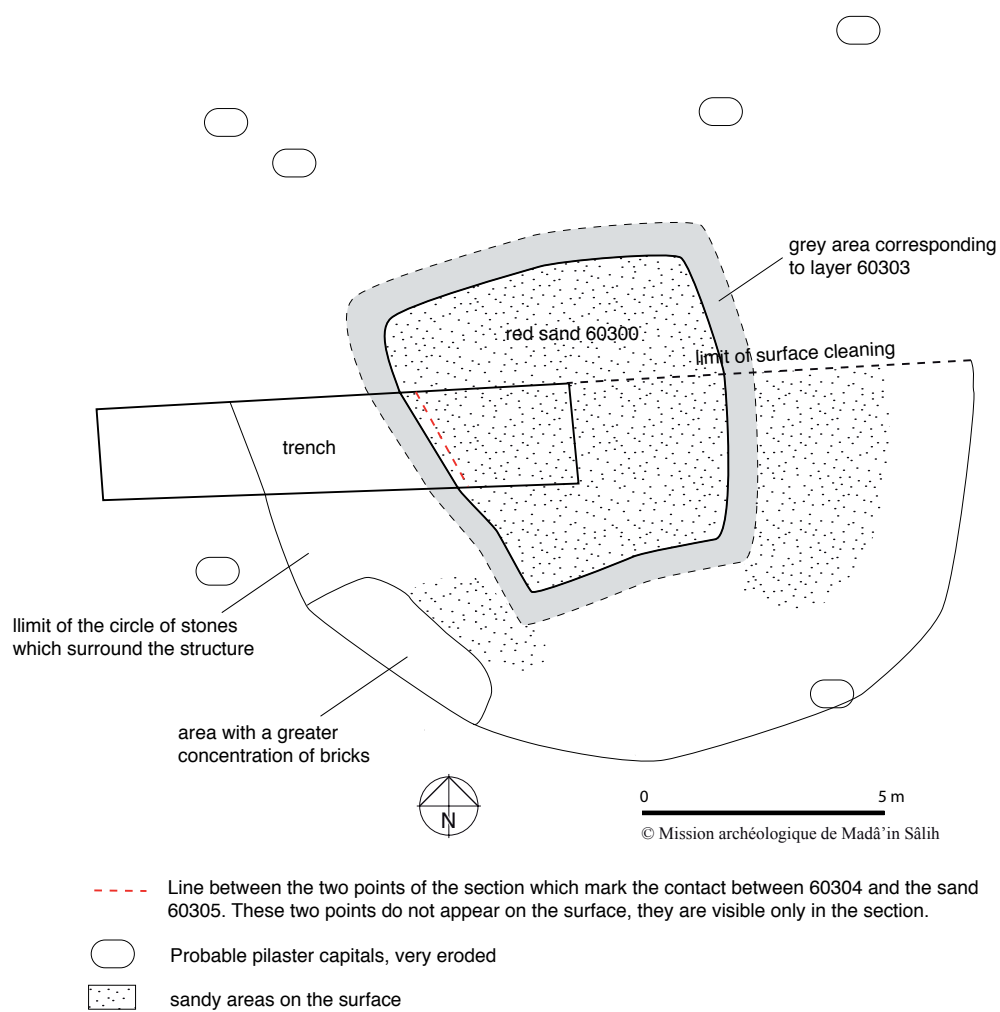 grey area corresponding
to layer 60303
red sand 60300
limit of surface cleaning
trench
llimit of the circle of stones
which surround the structure
area with a greater
concentration of bricks
N
0 5 m
© Mission archéologique de Madâ'in Sâlih
Line between the two points of the section which mark the contact between 60304 and the sand
60305. These two points do not appear on the surface, they are visible only in the section.
Probable pilaster capitals, very eroded
sandy areas on the surface